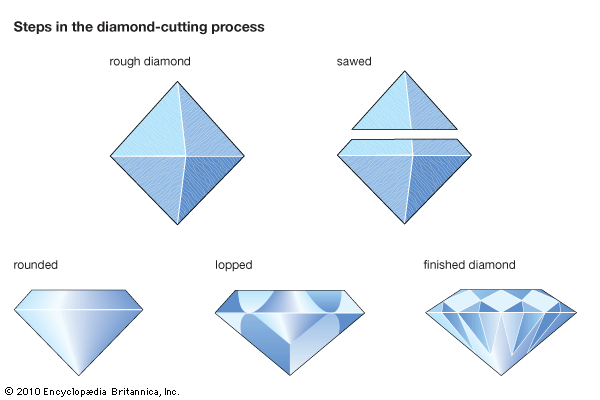 Steps in the diamond-cutting process
rough diamond
sawed
rounded
lopped
finished diamond
© 2010 Encyclopædia Britannica, Inc.